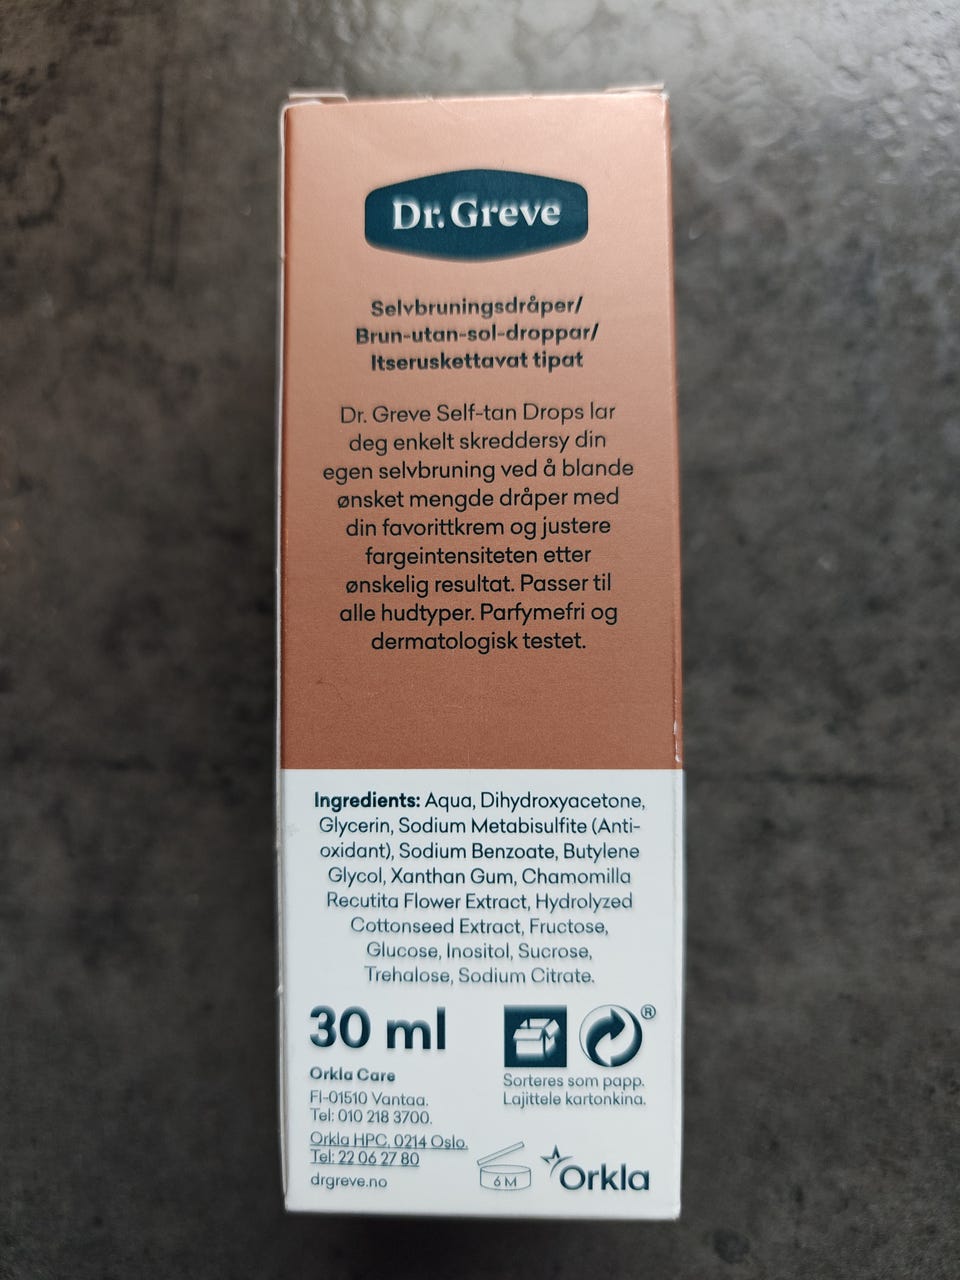 Dr. Greve
Selvbruningsdråper/
Brun-utan-sol-droppar/
Itseruskettavat tipat
Dr. Greve Self-tan Drops lar
deg enkelt skreddersy din
egen selvbruning ved å blande
ønsket mengde dråper med
din favorittkrem og justere
fargeintensiteten etter
ønskelig resultat. Passer til
alle hudtyper. Parfymefri og
dermatologisk testet.
Ingredients: Aqua, Dihydroxyacetone,
Glycerin, Sodium Metabisulfite (Anti-
oxidant), Sodium Benzoate, Butylene
Glycol, Xanthan Gum, Chamomilla
Recutita Flower Extract, Hydrolyzed
Cottonseed Extract, Fructose,
Glucose, Inositol, Sucrose,
Trehalose, Sodium Citrate.
30 ml
®
Orkla Care
FI-01510 Vantaa.
Tel: 010 218 3700.
Orkla HPC, 0214 Oslo.
Tel: 22 06 27 80
drgreve.no
Sorteres som papp.
Lajittele kartonkina.
6 M
Orkla